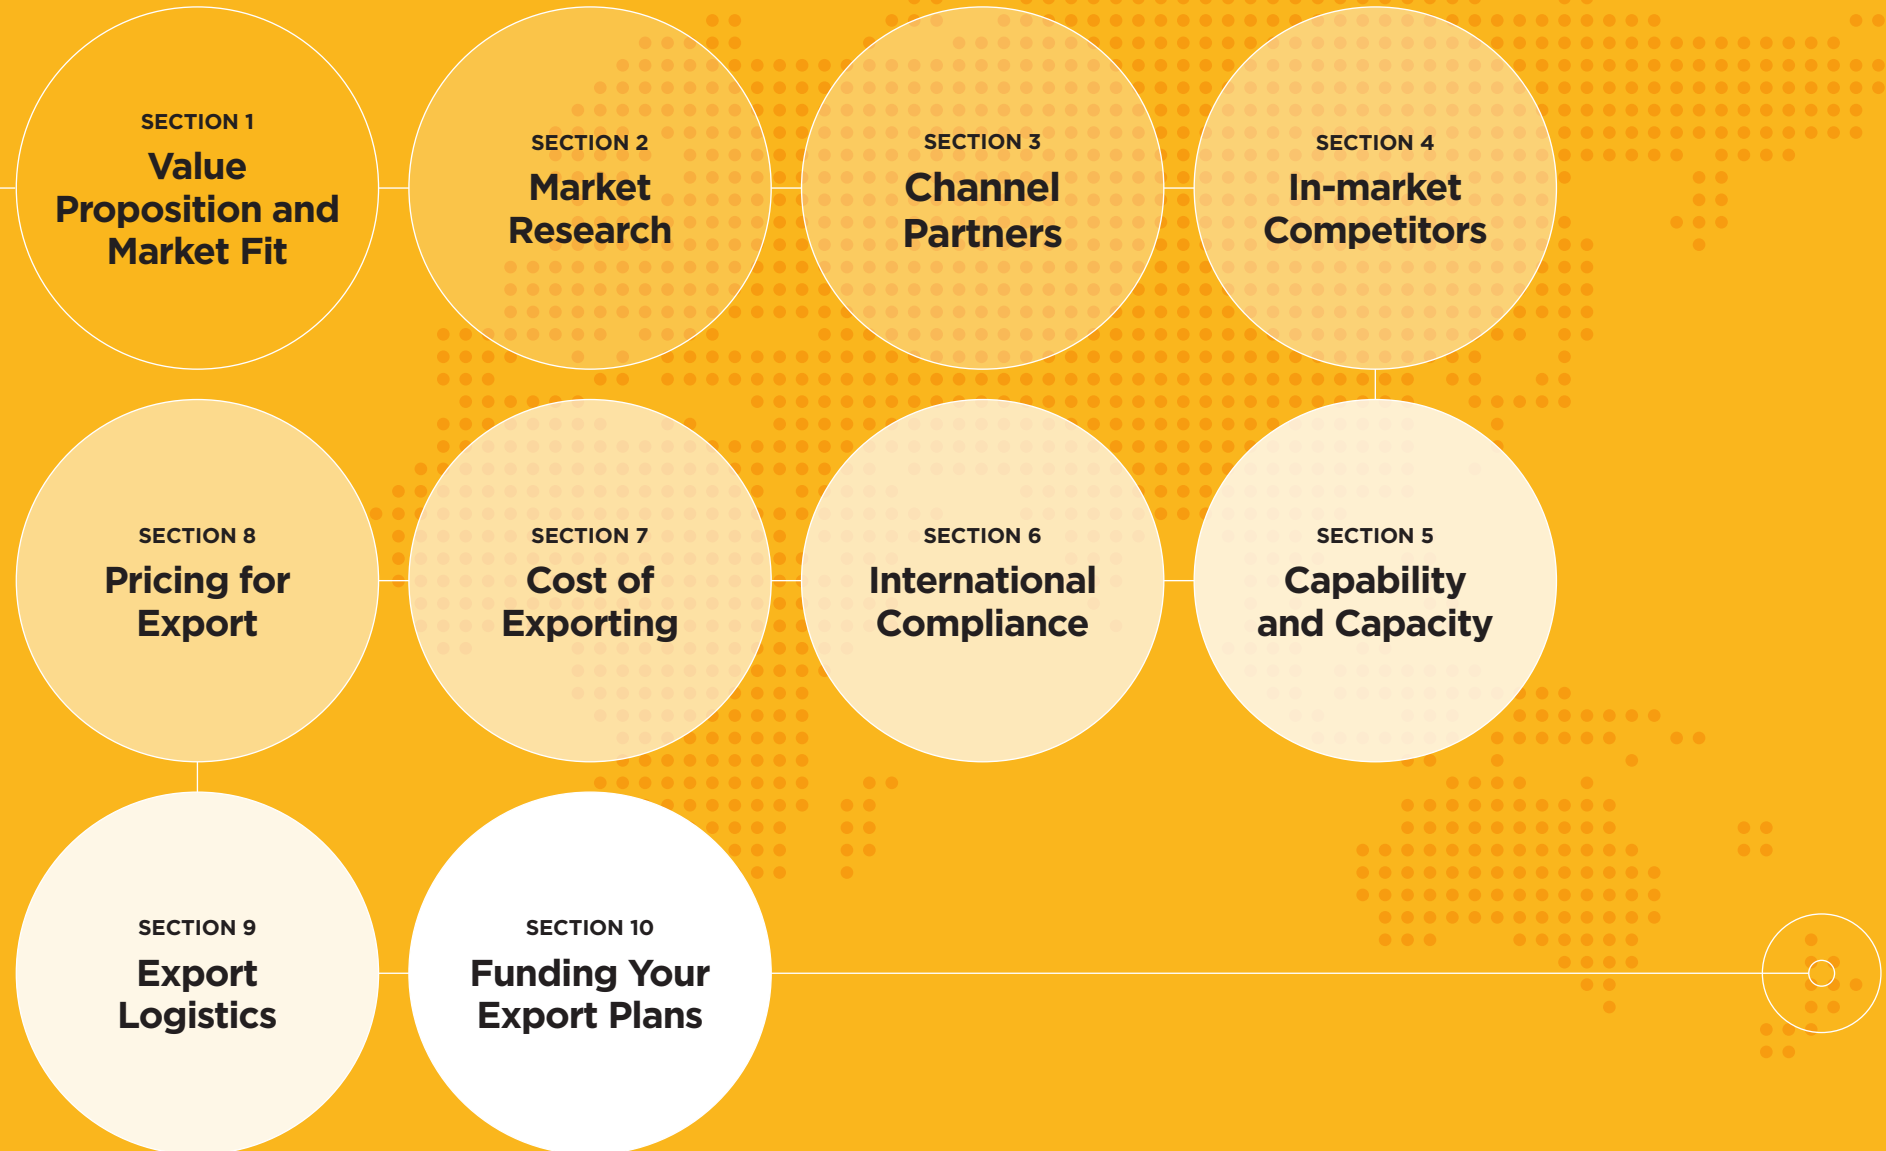 SECTION 1
Value
Proposition and
Market Fit
SECTION 2
Market
Research
SECTION 3
Channel
Partners
SECTION 4
In-market
Competitors
SECTION 8
Pricing for
Export
SECTION 7
Cost of
Exporting
SECTION 6
International
Compliance
SECTION 5
Capability
and Capacity
SECTION 9
Export
Logistics
SECTION 10
Funding Your
Export Plans